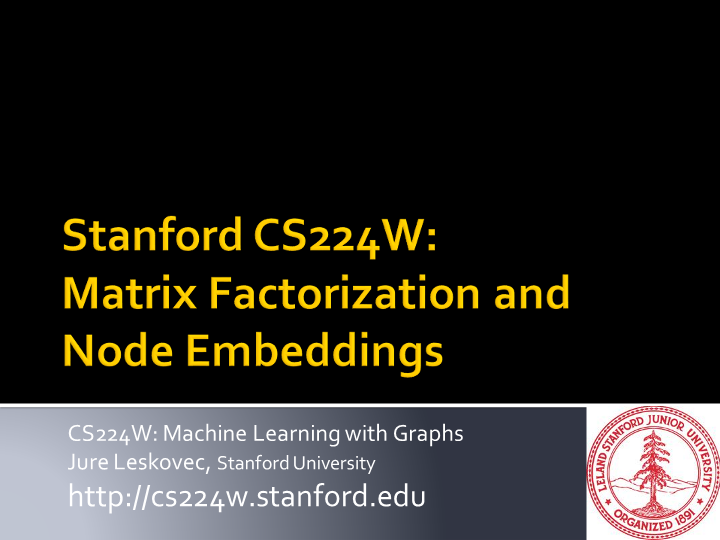 Stanford CS224W:
Matrix Factorization and
Node Embeddings
CS224W: Machine Learning with Graphs
Jure Leskovec, Stanford University
http://cs224w.stanford.edu
LELAND STANFORD JUNIOR UNIVERSITY
ORGANIZED 1891